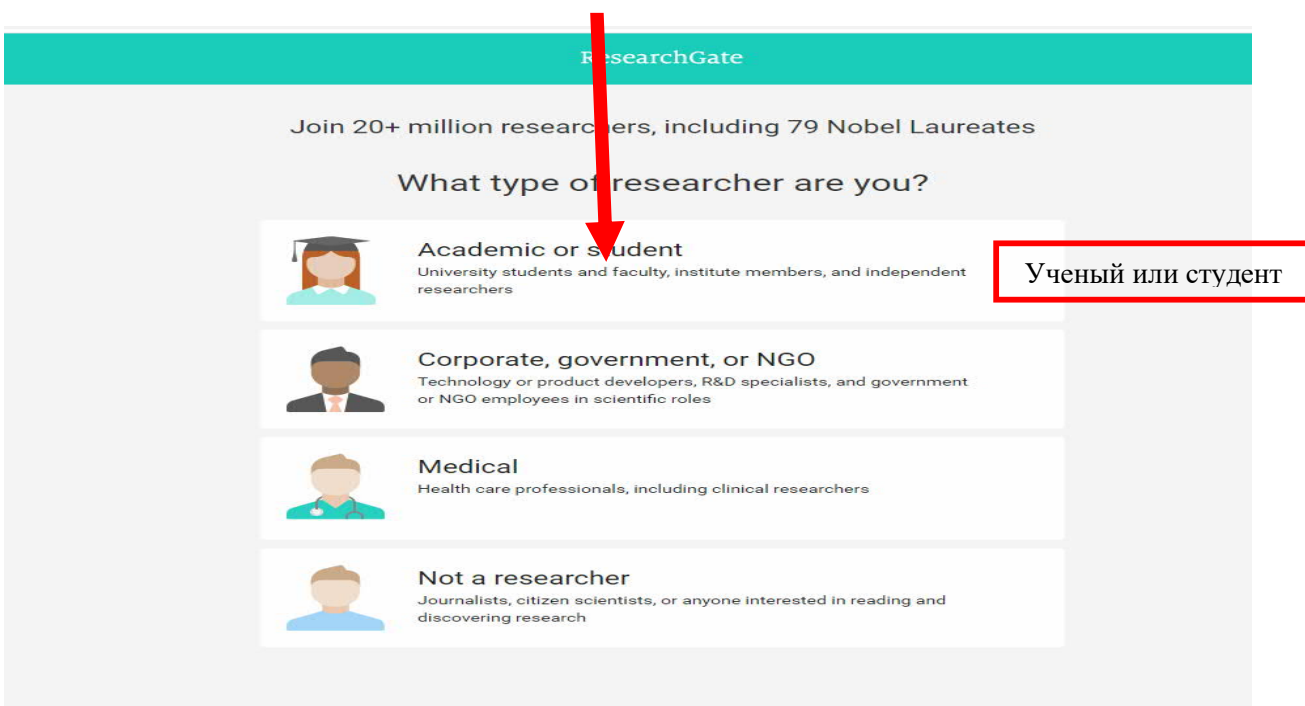 ResearchGate
Join 20+ million researchers, including 79 Nobel Laureates
What type of researcher are you?
Academic or student
University students and faculty, institute members, and independent
researchers
Ученый или студент
Corporate, government, or NGO
Technology or product developers, R&D specialists, and government
or NGO employees in scientific roles
Medical
Health care professionals, including clinical researchers
Not a researcher
Journalists, citizen scientists, or anyone interested in reading and
discovering research